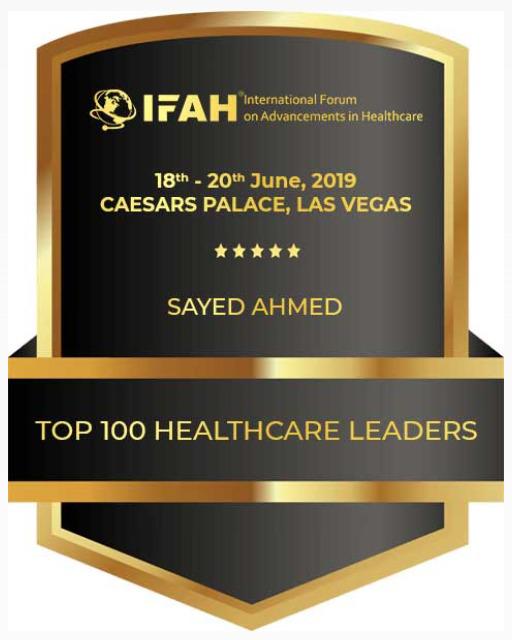 IFAH® International Forum
on Advancements in Healthcare
18th - 20th June, 2019
CAESARS PALACE, LAS VEGAS
SAYED AHMED
TOP 100 HEALTHCARE LEADERS